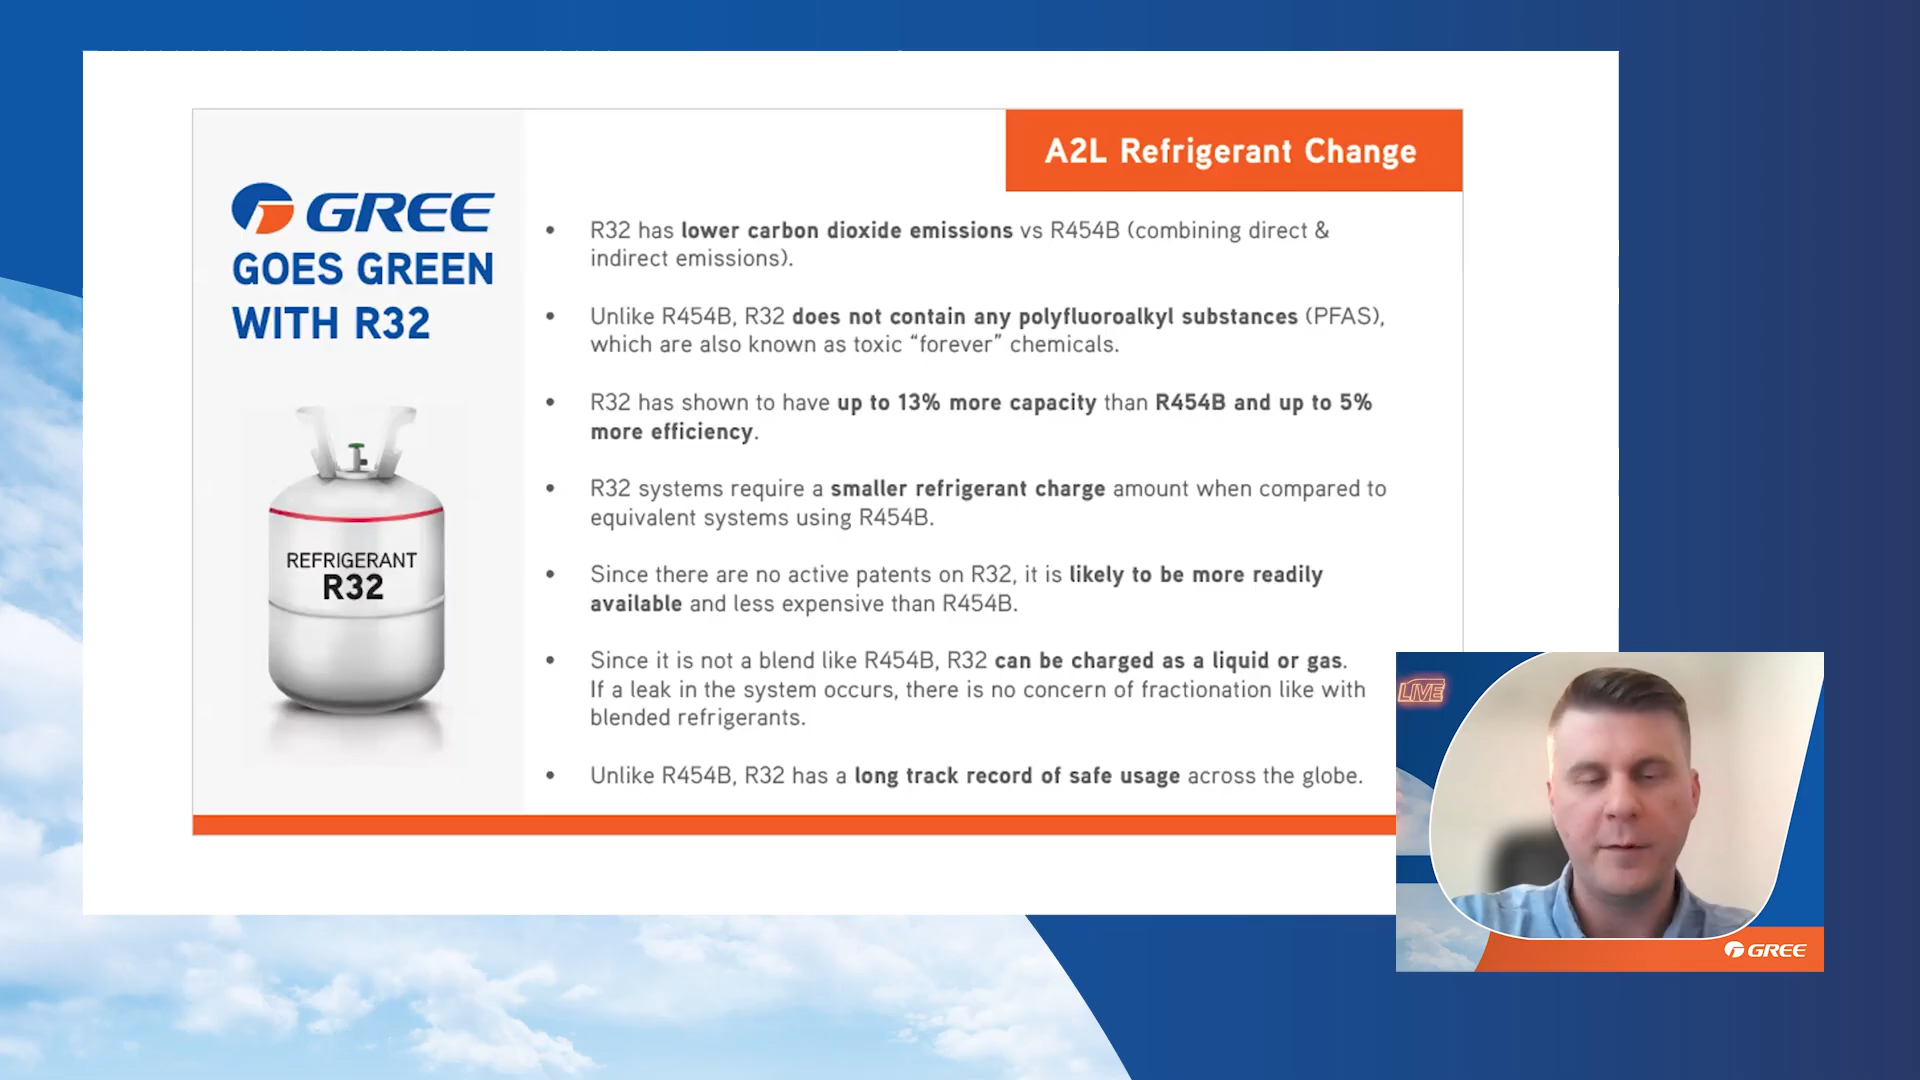 A2L Refrigerant Change
GREE
GOES GREEN
WITH R32
REFRIGERANT
R32
• R32 has lower carbon dioxide emissions vs R454B (combining direct &
indirect emissions).
• Unlike R454B, R32 does not contain any polyfluoroalkyl substances (PFAS),
which are also known as toxic “forever” chemicals.
• R32 has shown to have up to 13% more capacity than R454B and up to 5%
more efficiency.
• R32 systems require a smaller refrigerant charge amount when compared to
equivalent systems using R454B.
• Since there are no active patents on R32, it is likely to be more readily
available and less expensive than R454B.
• Since it is not a blend like R454B, R32 can be charged as a liquid or gas.
If a leak in the system occurs, there is no concern of fractionation like with
blended refrigerants.
• Unlike R454B, R32 has a long track record of safe usage across the globe.
LIVE
GREE